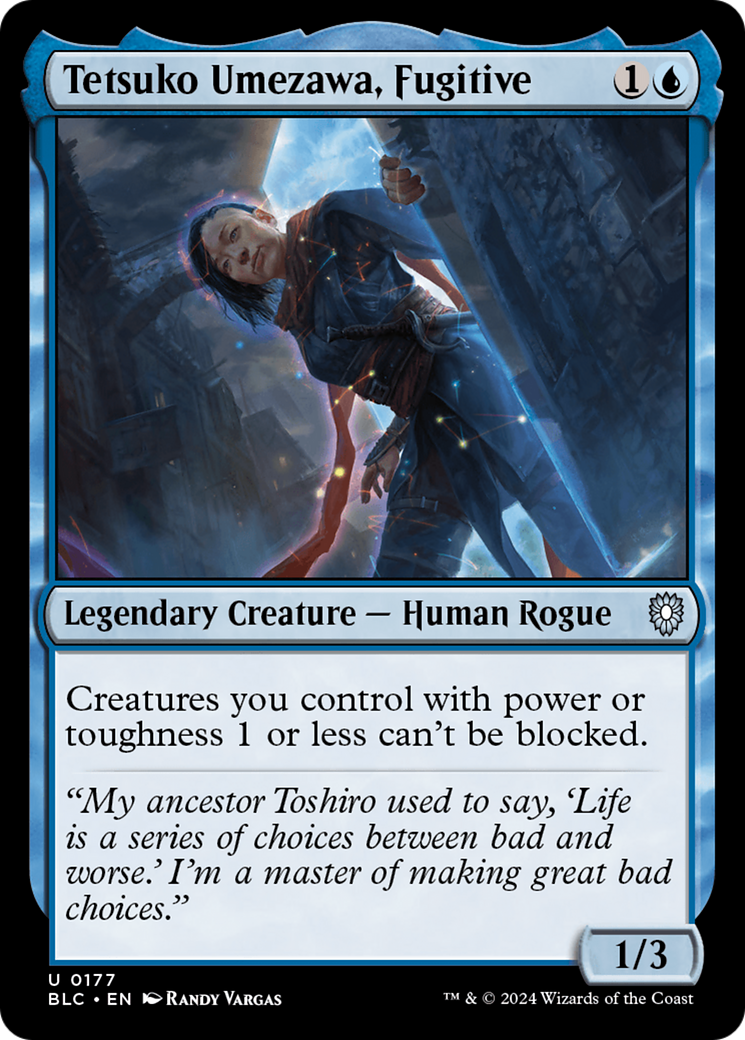 Tetsuko Umezawa, Fugitive 1
Legendary Creature — Human Rogue
Creatures you control with power or
toughness 1 or less can't be blocked.
“My ancestor Toshiro used to say, ‘Life
is a series of choices between bad and
worse.’ I'm a master of making great bad
choices.”
1/3
U 0177
BLC • EN Randy Vargas
™ & © 2024 Wizards of the Coast